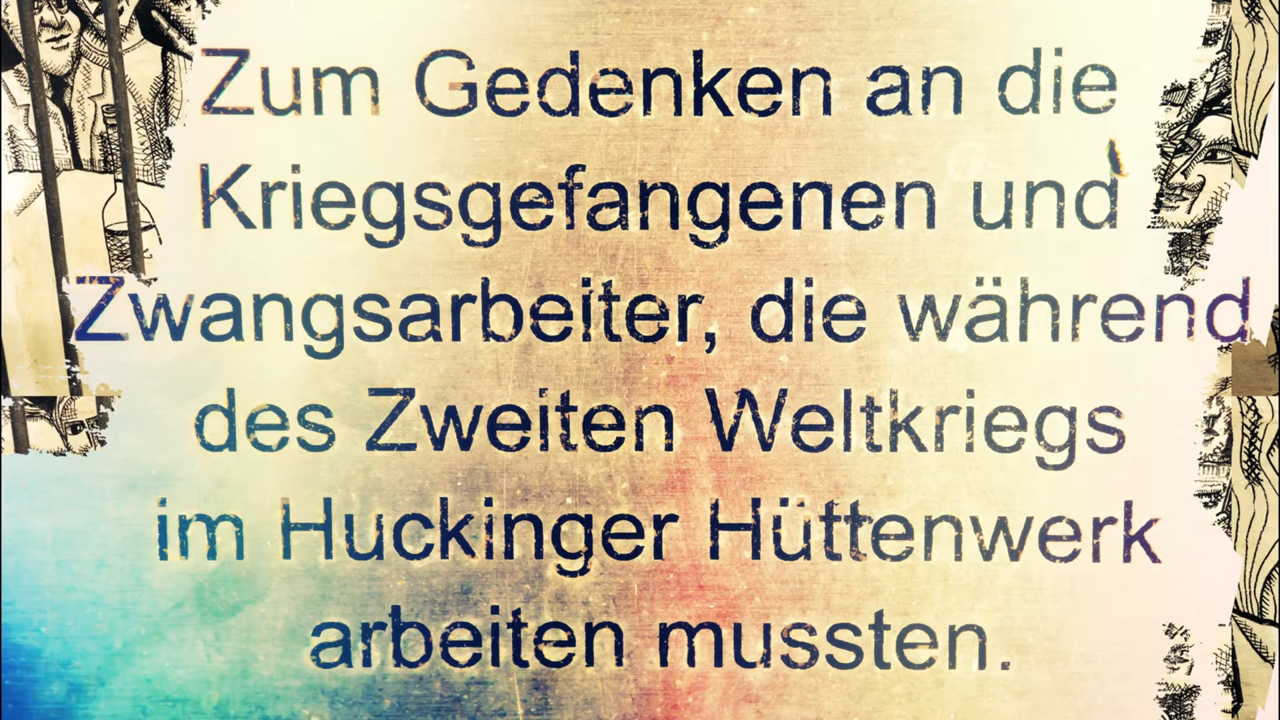 Zum Gedenken an die
Kriegsgefangenen und
Zwangsarbeiter, die während
des Zweiten Weltkriegs
im Huckinger Hüttenwerk
arbeiten mussten.